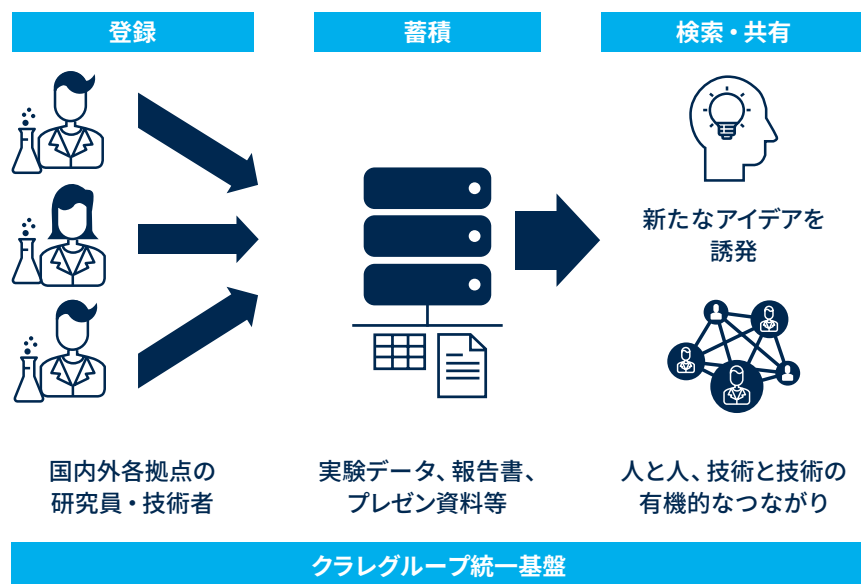 登録
蓄積
検索・共有
新たなアイデアを
誘発
国内外各拠点の
研究員・技術者
実験データ、報告書、
プレゼン資料等
人と人、技術と技術の
有機的なつながり
クラレグループ統一基盤